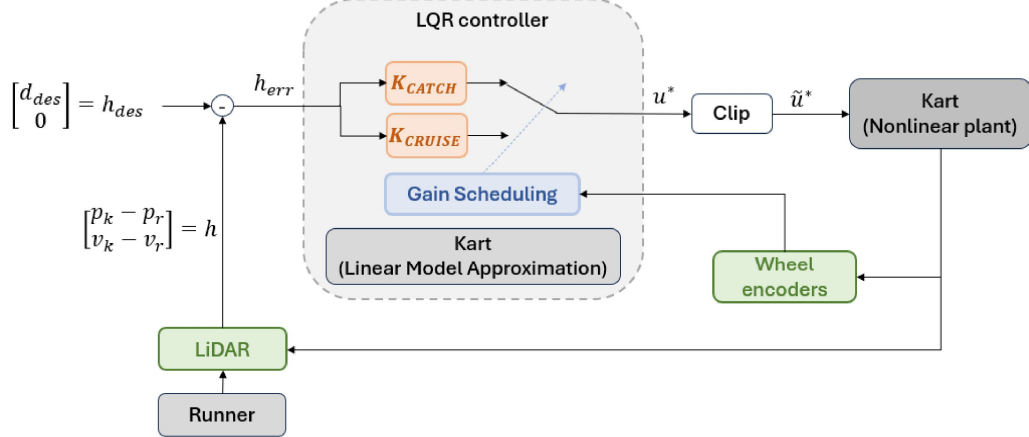 LQR controller
[d_des
0] = h_des
-
h_err
K_CATCH
K_CRUISE
u*
Clip
ũ*
Kart
(Nonlinear plant)
Gain Scheduling
[p_k − p_r
v_k − v_r] = h
Kart
(Linear Model Approximation)
Wheel
encoders
LiDAR
Runner